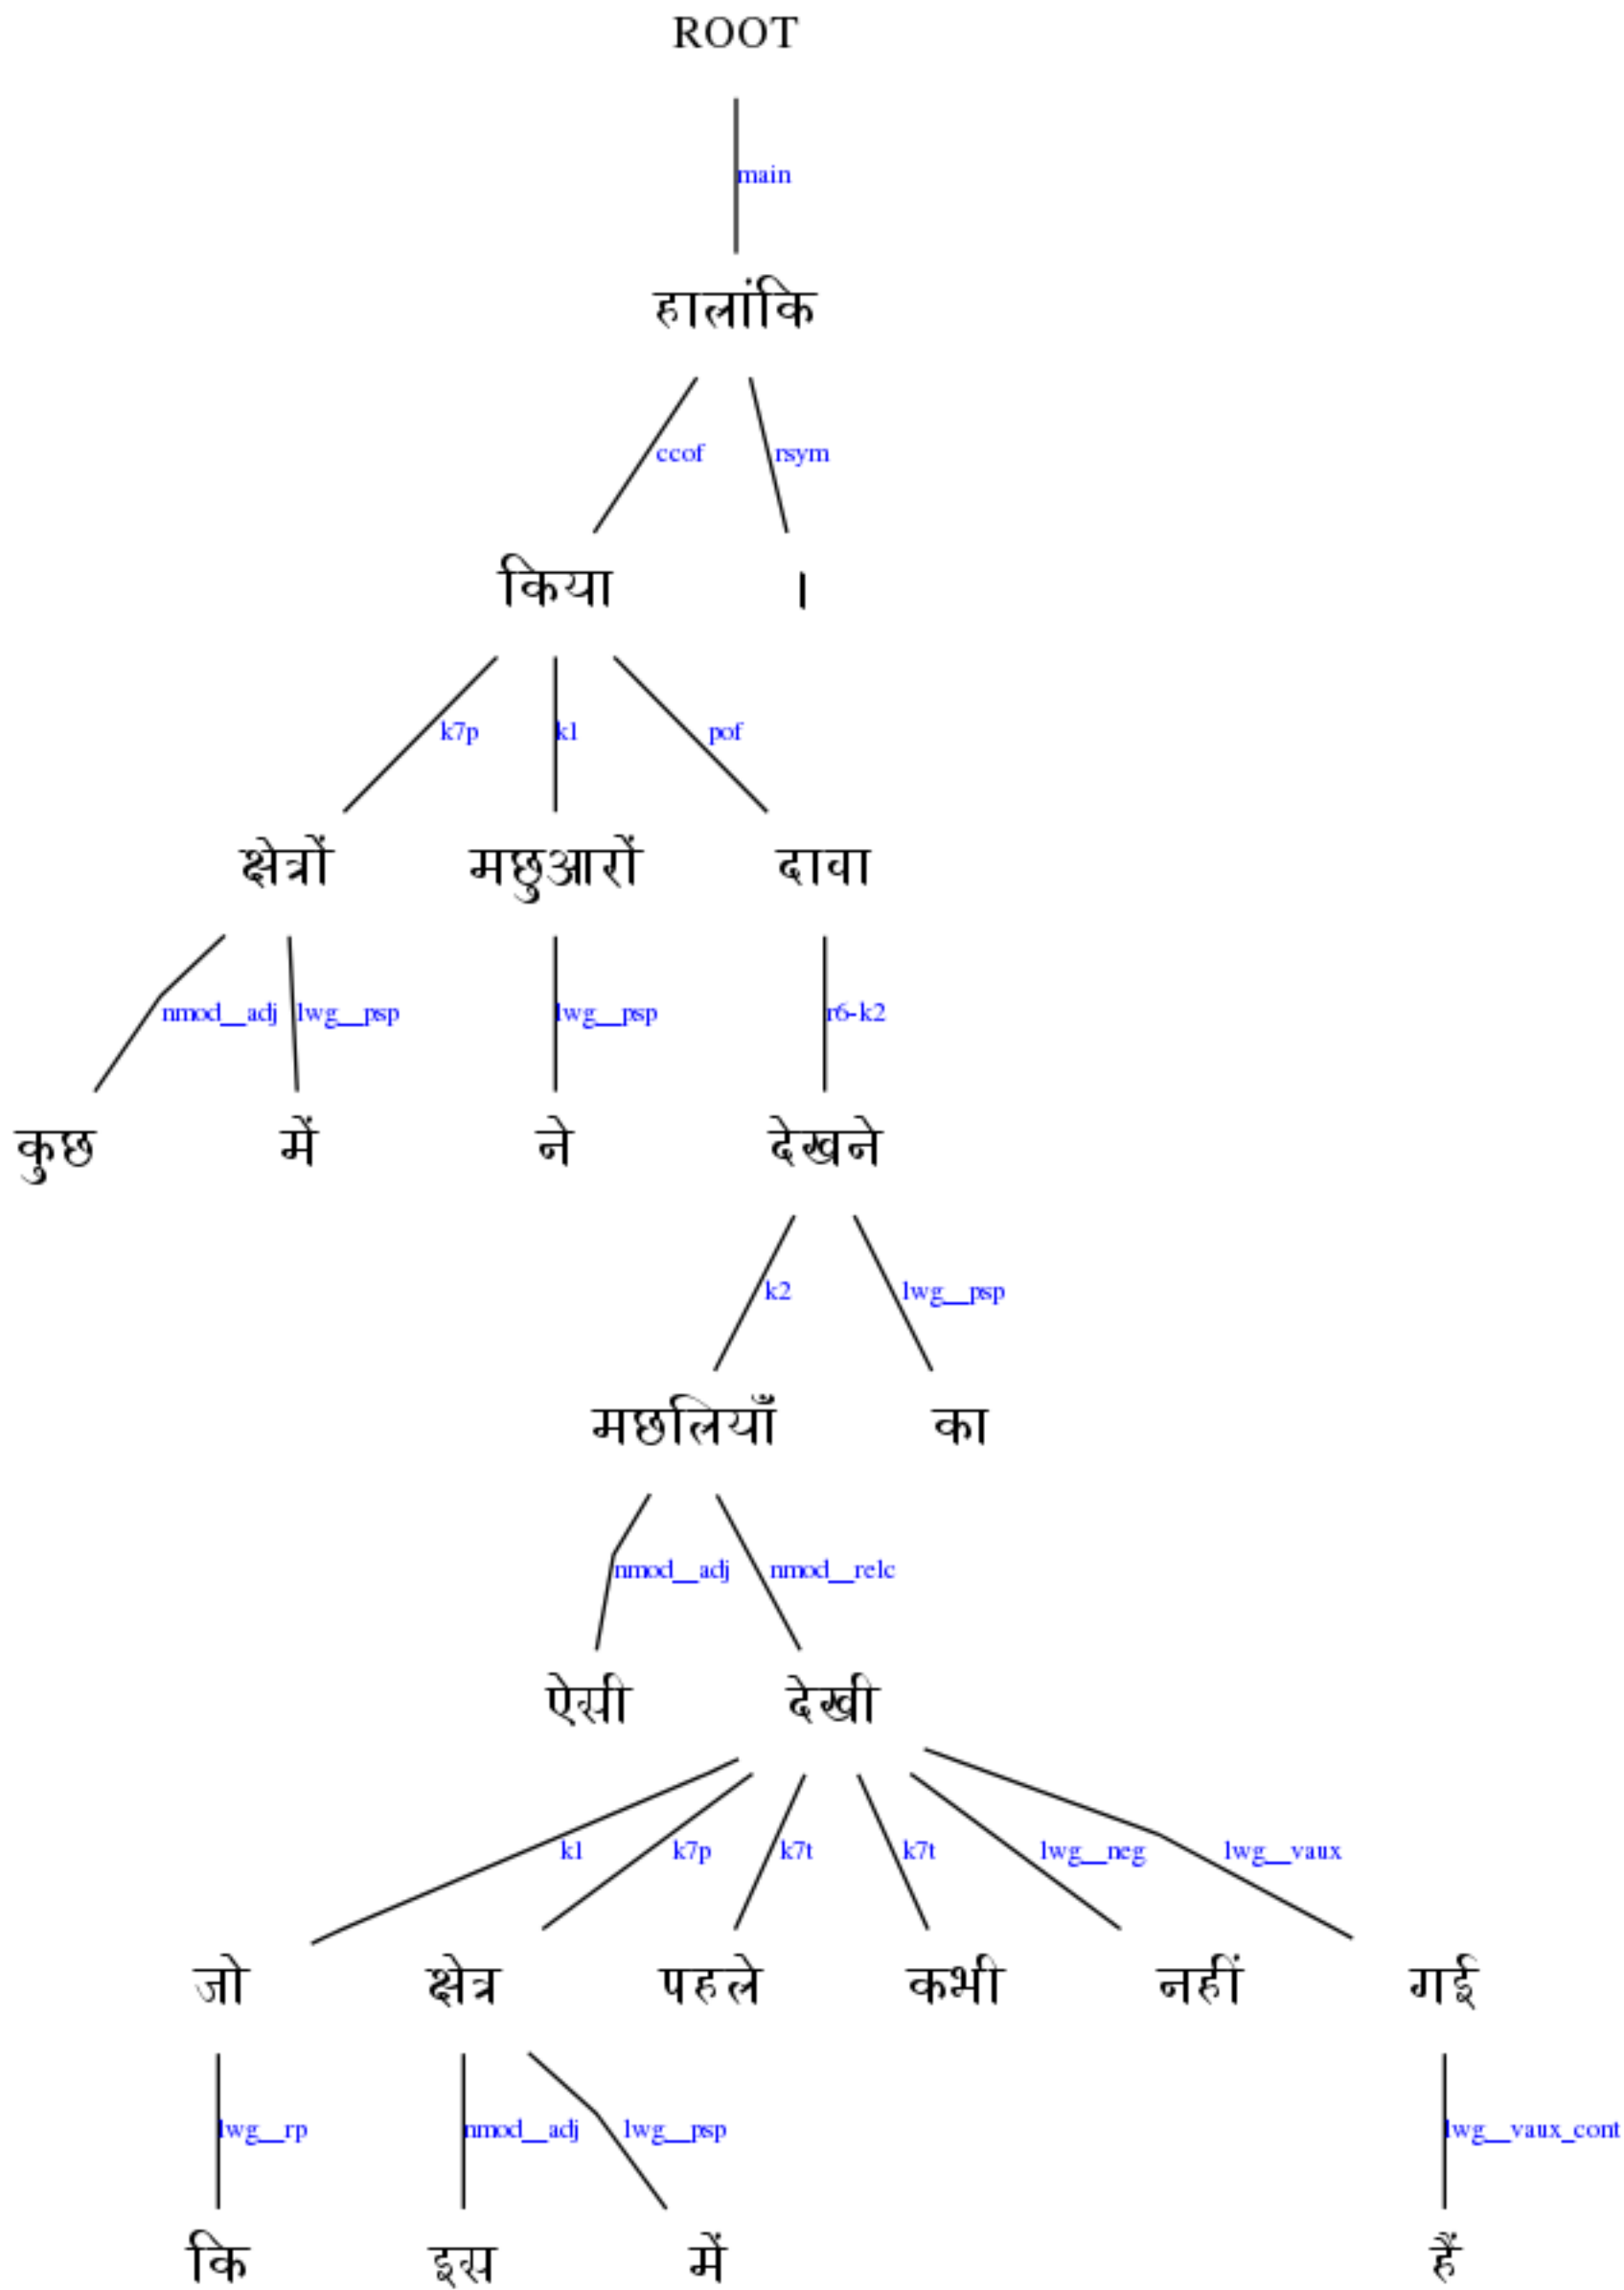 ROOT
main
हालांकि
ccof rsym
किया ।
k7p k1 pof
क्षेत्रों मछुआरों दावा
nmod__adj lwg__psp lwg__psp r6-k2
कुछ में ने देखने
k2 lwg__psp
मछलियाँ का
nmod__adj nmod__relc
ऐसी देखी
k1 k7p k7t k7t lwg__neg lwg__vaux
जो क्षेत्र पहले कभी नहीं गई
lwg__rp nmod__adj lwg__psp lwg__vaux_cont
कि इस में हैं